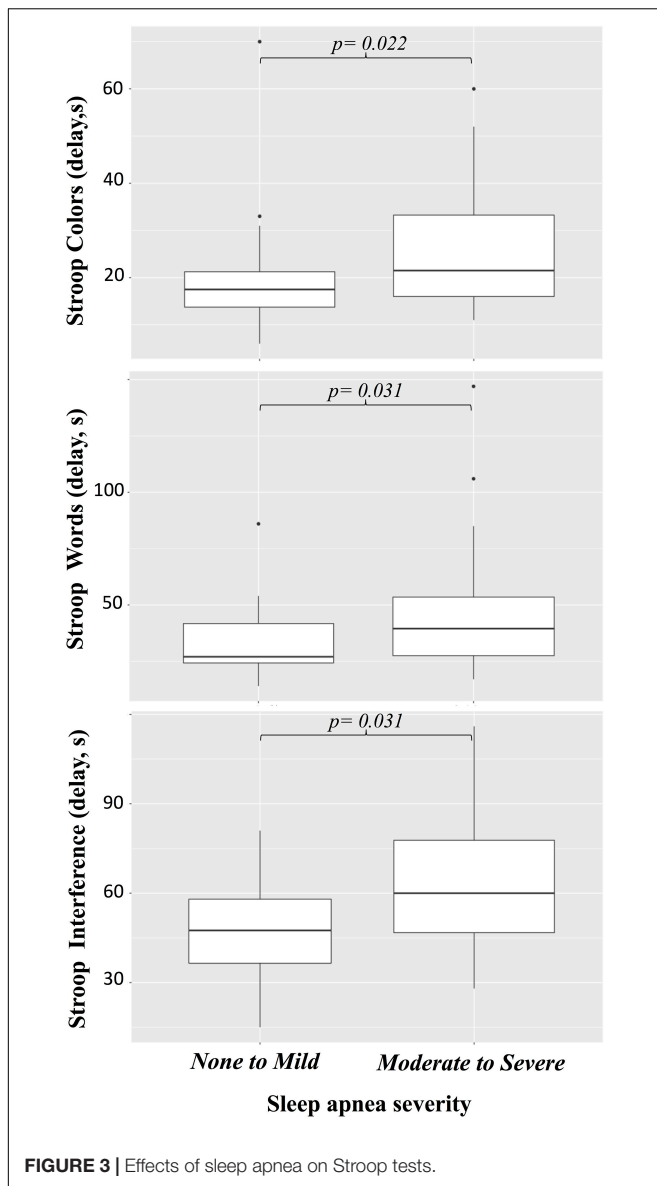 p= 0.022
60
40
20
Stroop Colors (delay,s)
p= 0.031
100
50
Stroop Words (delay, s)
p= 0.031
90
60
30
Stroop Interference (delay, s)
None to Mild Moderate to Severe
Sleep apnea severity
FIGURE 3 | Effects of sleep apnea on Stroop tests.